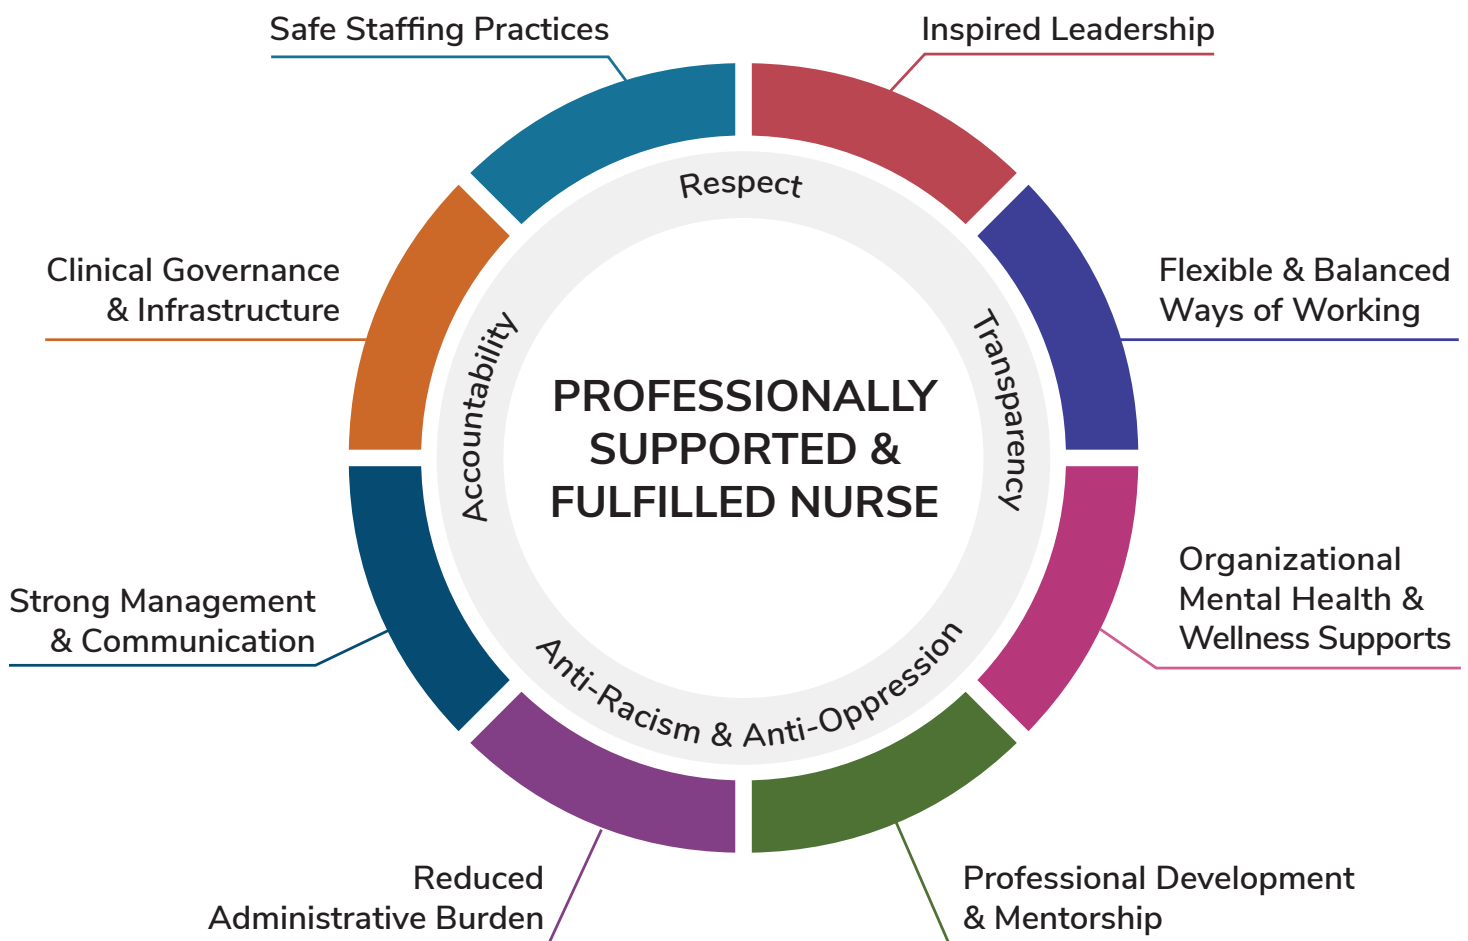 Safe Staffing Practices
Inspired Leadership
Respect
Clinical Governance
& Infrastructure
Flexible & Balanced
Ways of Working
Accountability
Transparency
PROFESSIONALLY
SUPPORTED &
FULFILLED NURSE
Strong Management
& Communication
Organizational
Mental Health &
Wellness Supports
Anti-Racism & Anti-Oppression
Reduced
Administrative Burden
Professional Development
& Mentorship